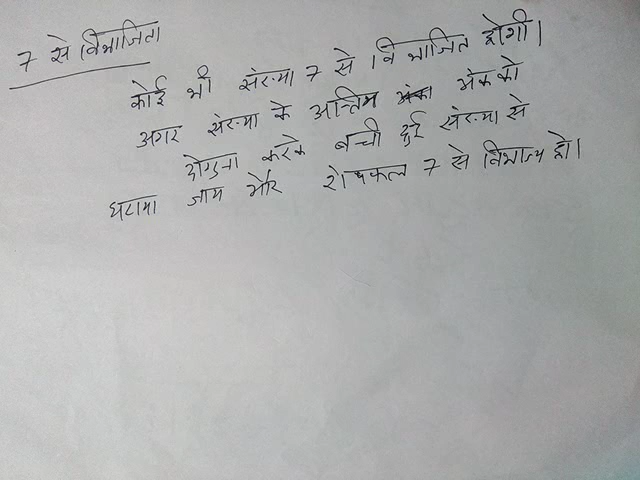 7 से विभाजिता
कोई भी संख्या 7 से विभाजित होगी।
अगर संख्या के अन्तिम अंक को
दोगुना करके बची हुई संख्या से
घटाया जाय और शेषफल 7 से विभाज्य हो।